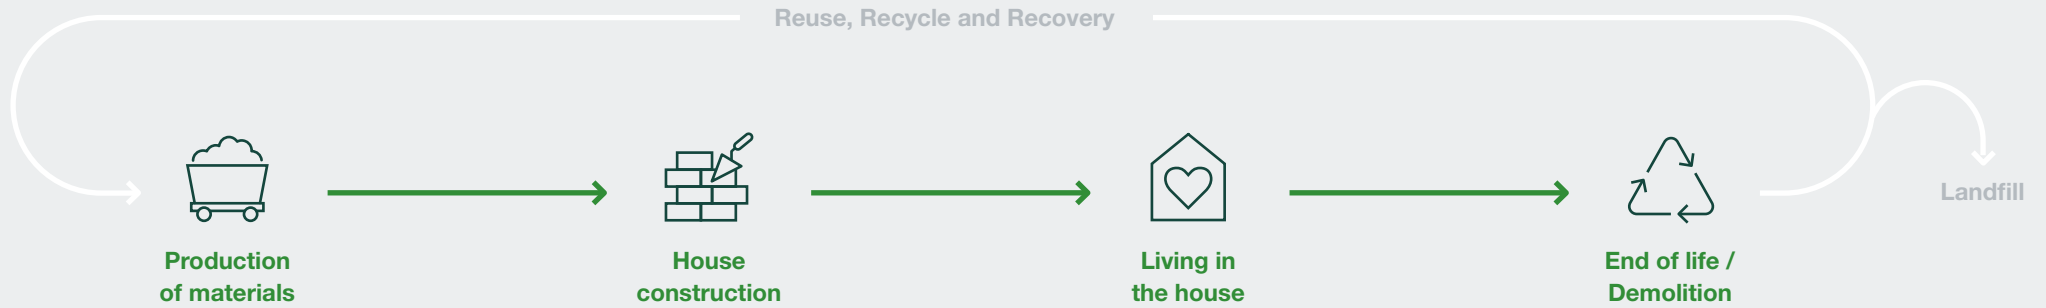 Reuse, Recycle and Recovery
Landfill
Production
of materials
House
construction
Living in
the house
End of life /
Demolition